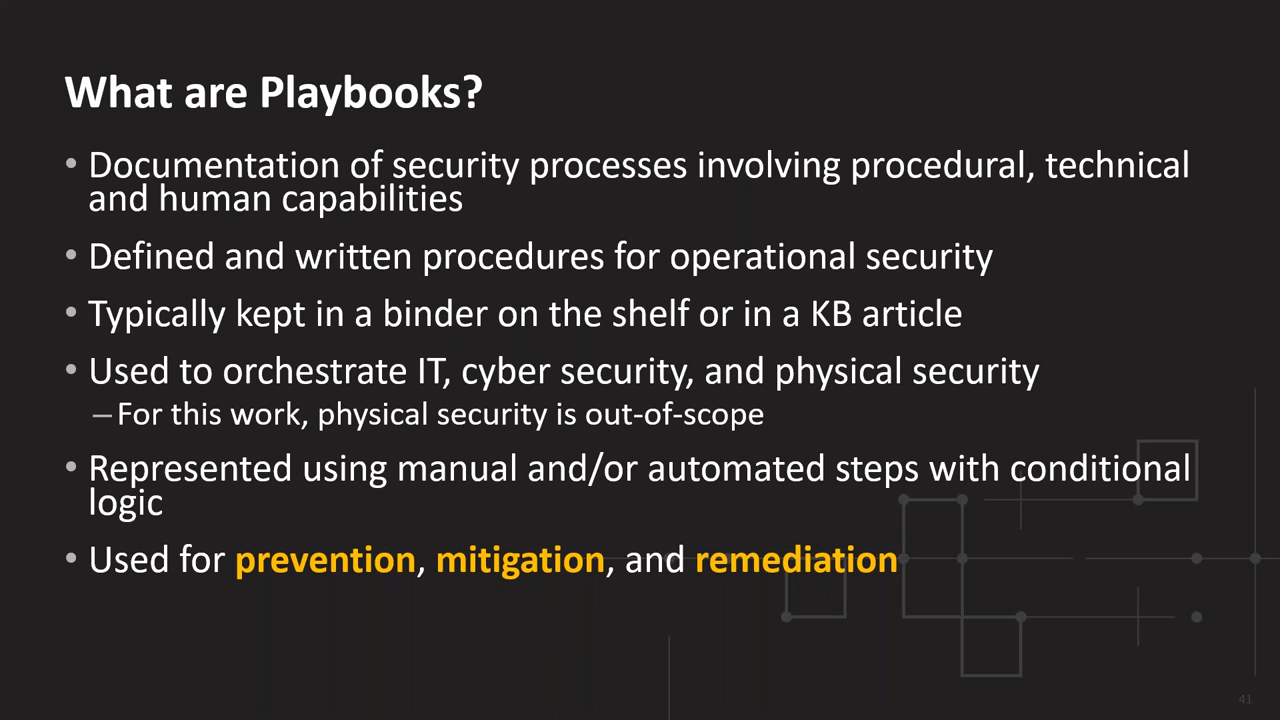 What are Playbooks?
• Documentation of security processes involving procedural, technical
and human capabilities
• Defined and written procedures for operational security
• Typically kept in a binder on the shelf or in a KB article
• Used to orchestrate IT, cyber security, and physical security
– For this work, physical security is out-of-scope
• Represented using manual and/or automated steps with conditional
logic
• Used for prevention, mitigation, and remediation
41